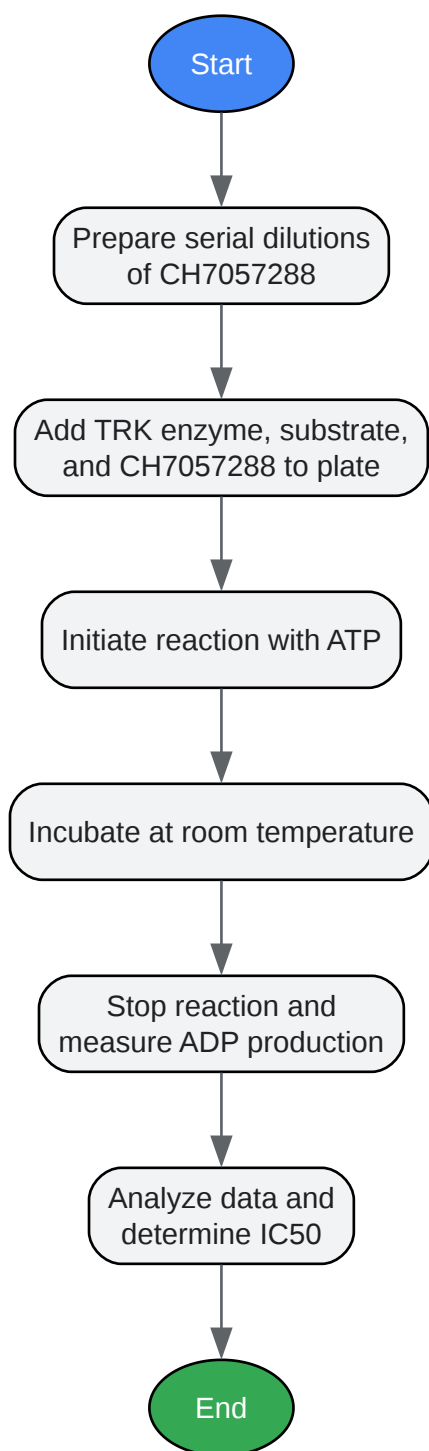 Start
Prepare serial dilutions
of CH7057288
Add TRK enzyme, substrate,
and CH7057288 to plate
Initiate reaction with ATP
Incubate at room temperature
Stop reaction and
measure ADP production
Analyze data and
determine IC50
End